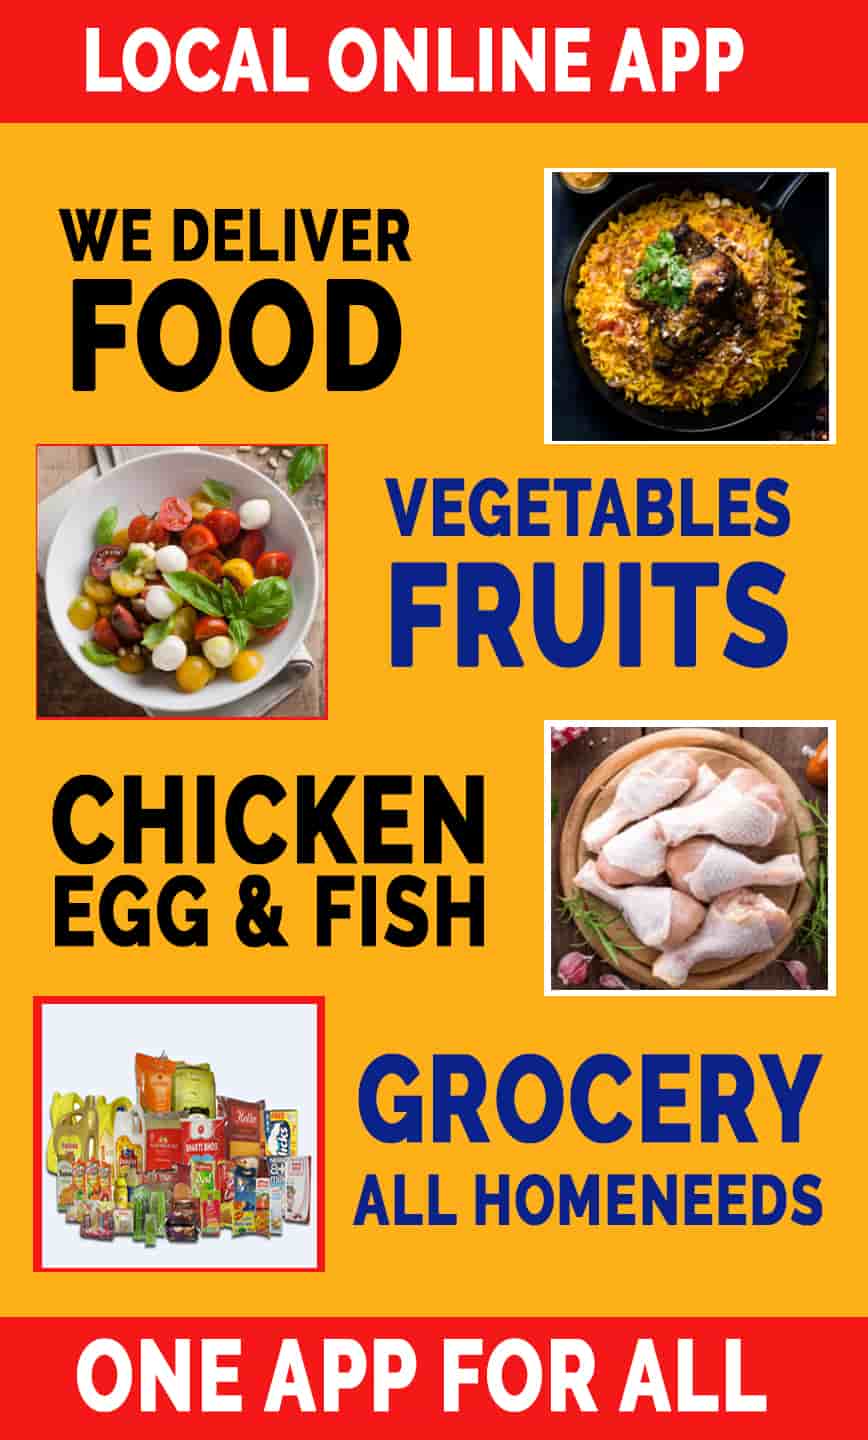 LOCAL ONLINE APP
WE DELIVER
FOOD
VEGETABLES
FRUITS
CHICKEN
EGG & FISH
GROCERY
ALL HOMENEEDS
ONE APP FOR ALL